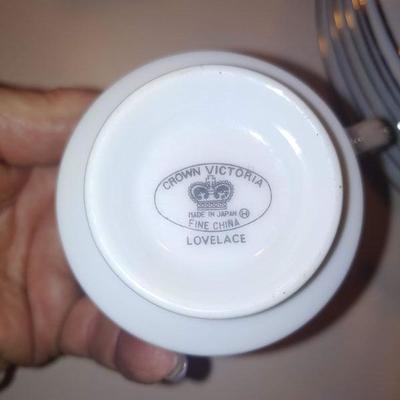 CROWN VICTORIA
MADE IN JAPAN H
FINE CHINA
LOVELACE